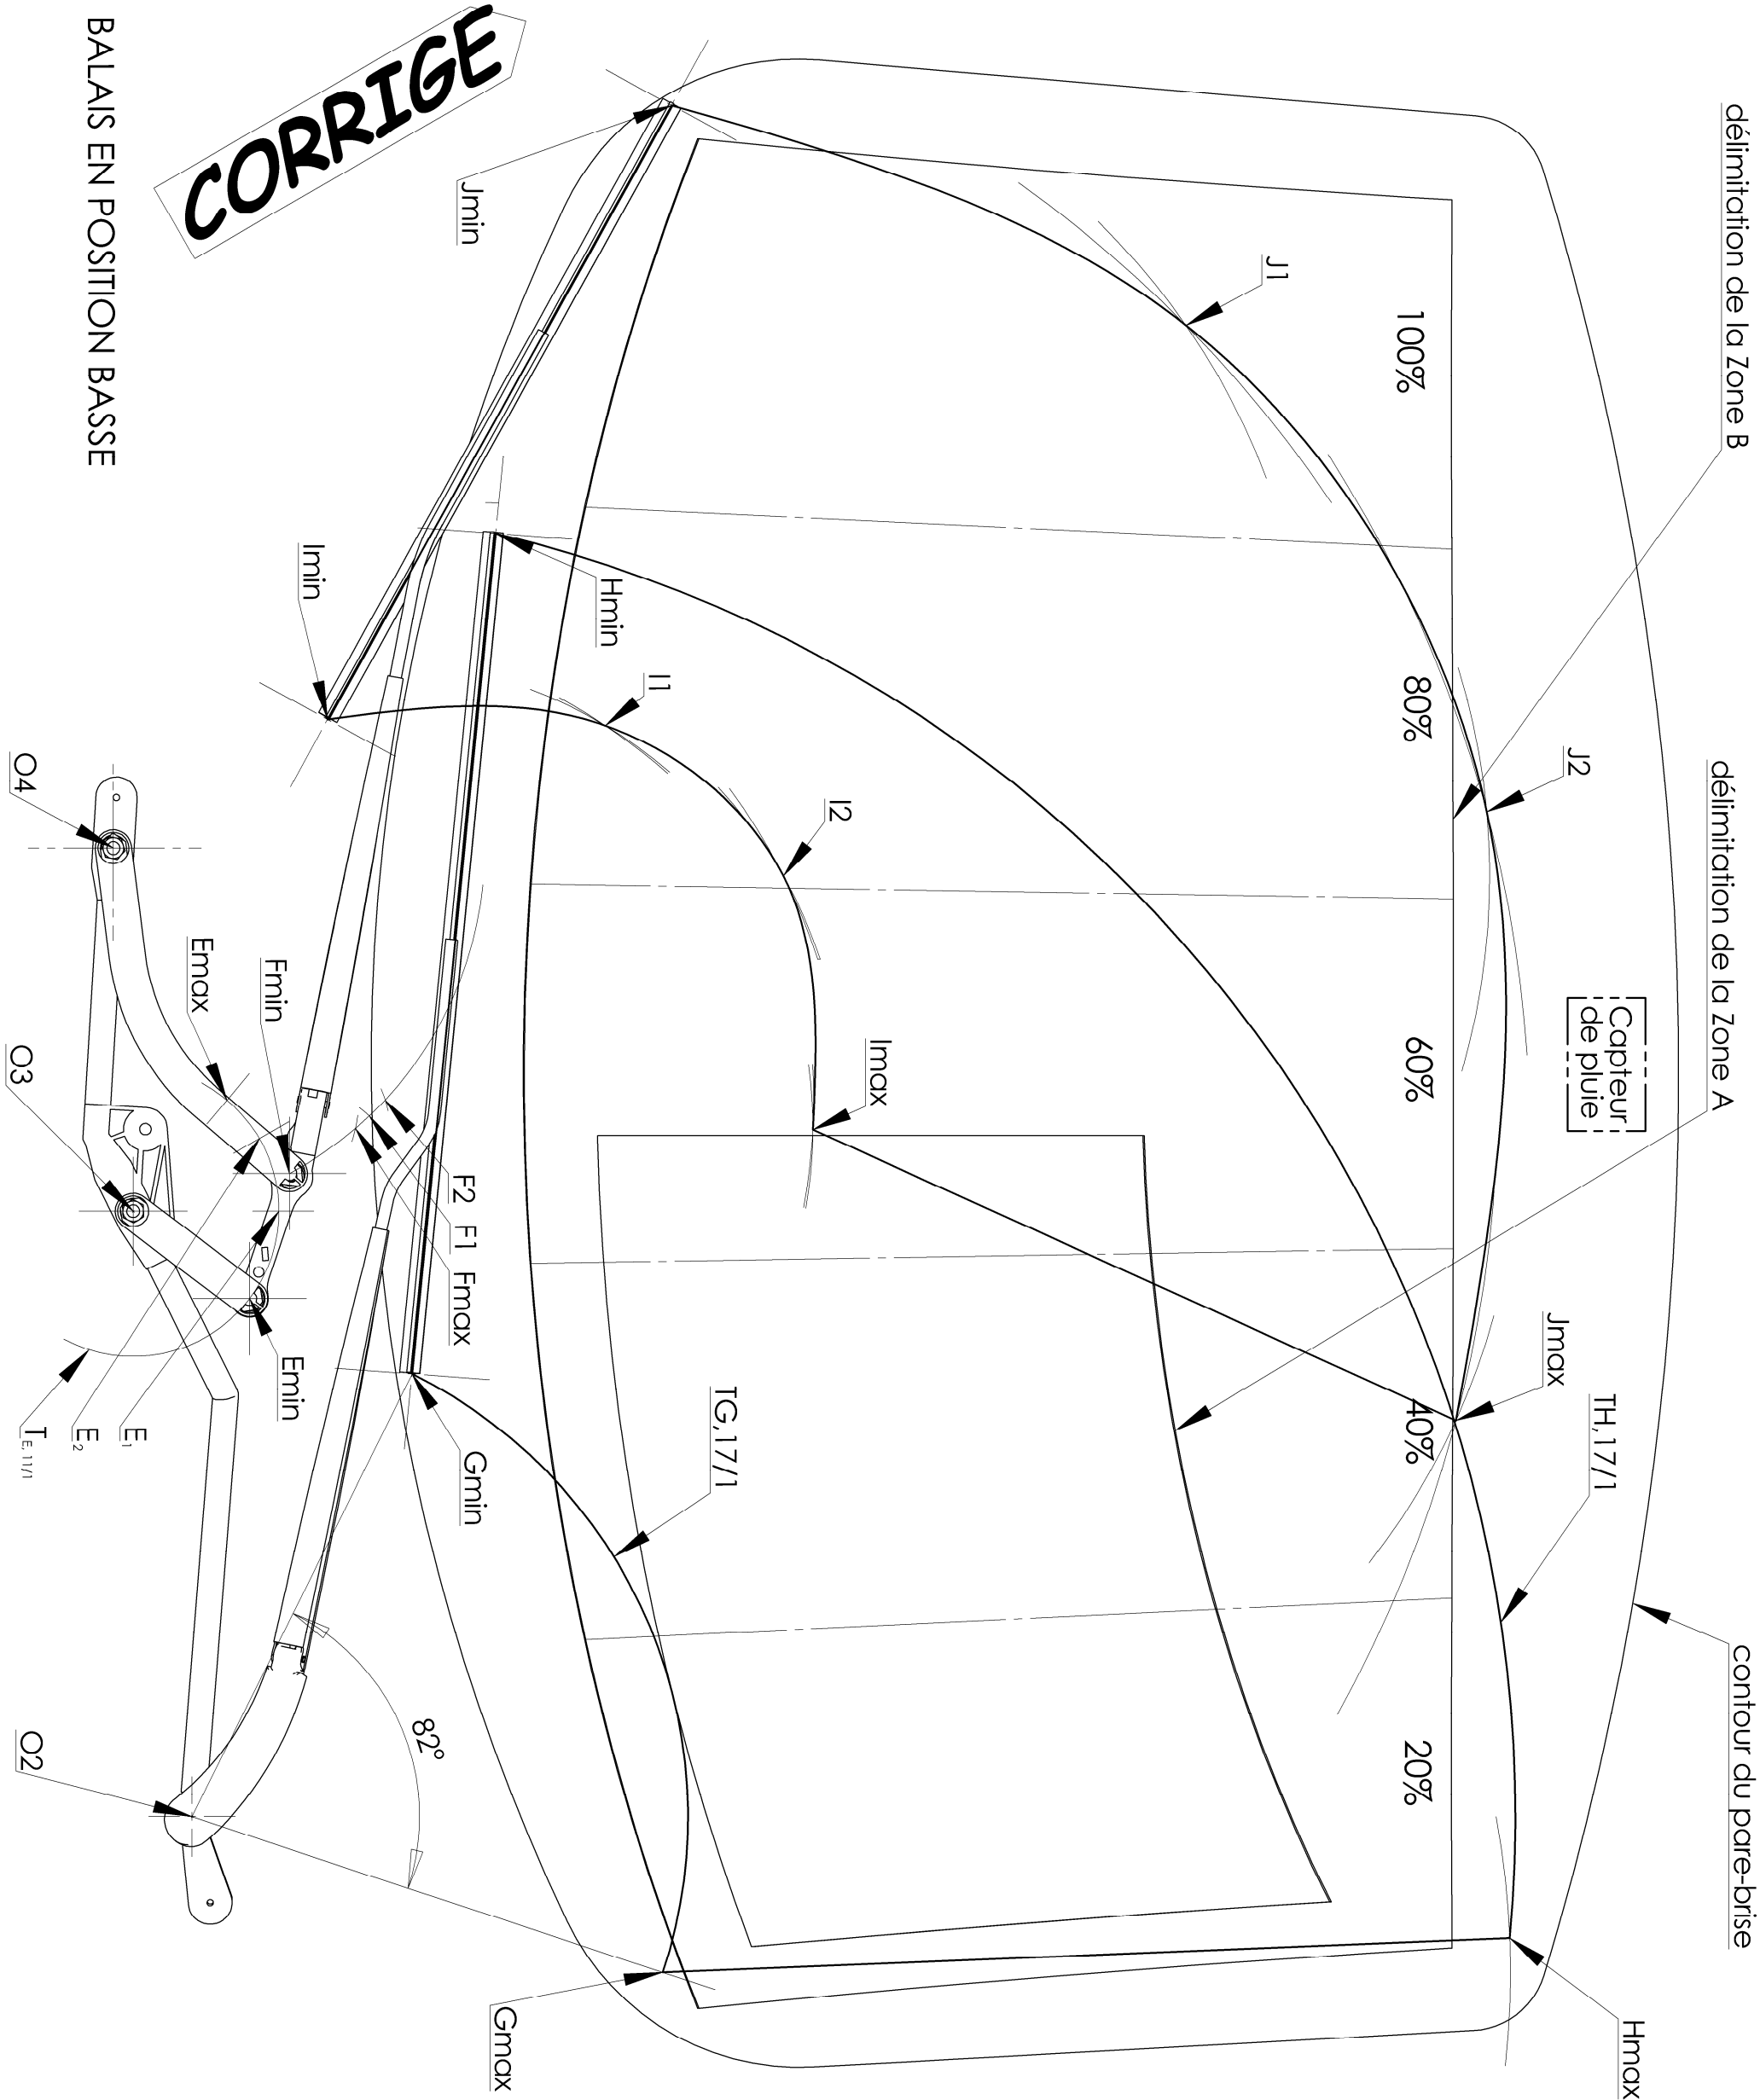 délimitation de la Zone B
délimitation de la Zone A
contour du pare-brise
Capteur
de pluie
J1
J2
Jmax
TH,17/1
Hmax
100%
80%
60%
40%
20%
I1
I2
Imax
TG,17/1
Hmin
Jmin
Imin
F2
F1
Fmax
Gmin
Gmax
82°
Fmin
Emax
Emin
E1
E2
TE,11/1
O4
O3
O2
CORRIGE
BALAIS EN POSITION BASSE